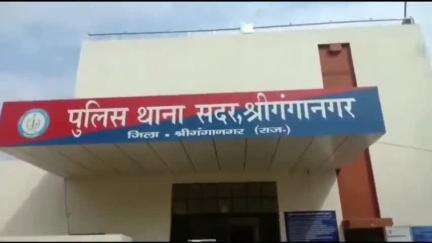 पुलिस थाना सदर,श्रीगंगानगर
जिला - श्रीगंगानगर (राज॰)